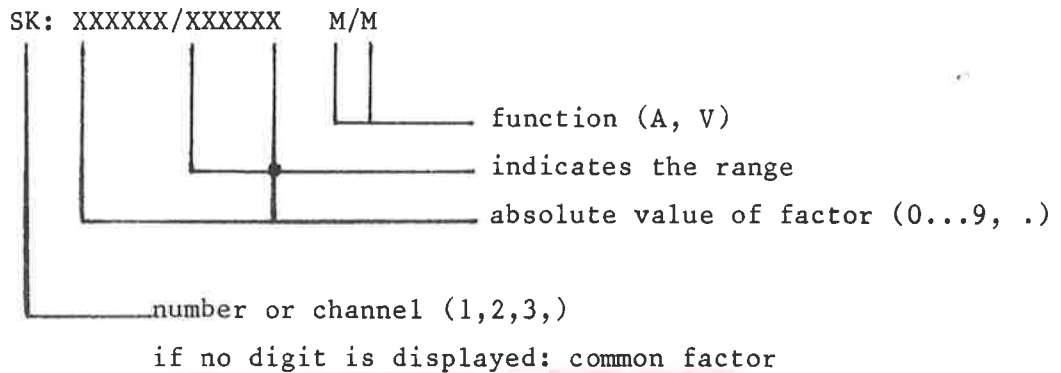 SK: XXXXXX/XXXXXX M/M
function (A, V)
indicates the range
absolute value of factor (0...9, .)
number or channel (1,2,3,)
if no digit is displayed: common factor